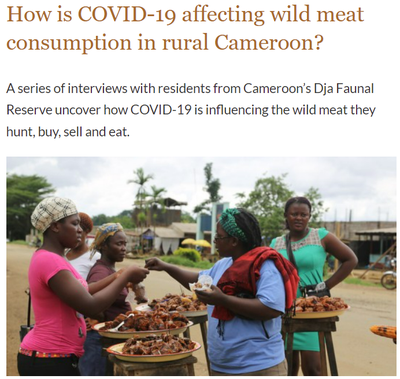 How is COVID-19 affecting wild meat
consumption in rural Cameroon?
A series of interviews with residents from Cameroon's Dja Faunal
Reserve uncover how COVID-19 is influencing the wild meat they
hunt, buy, sell and eat.